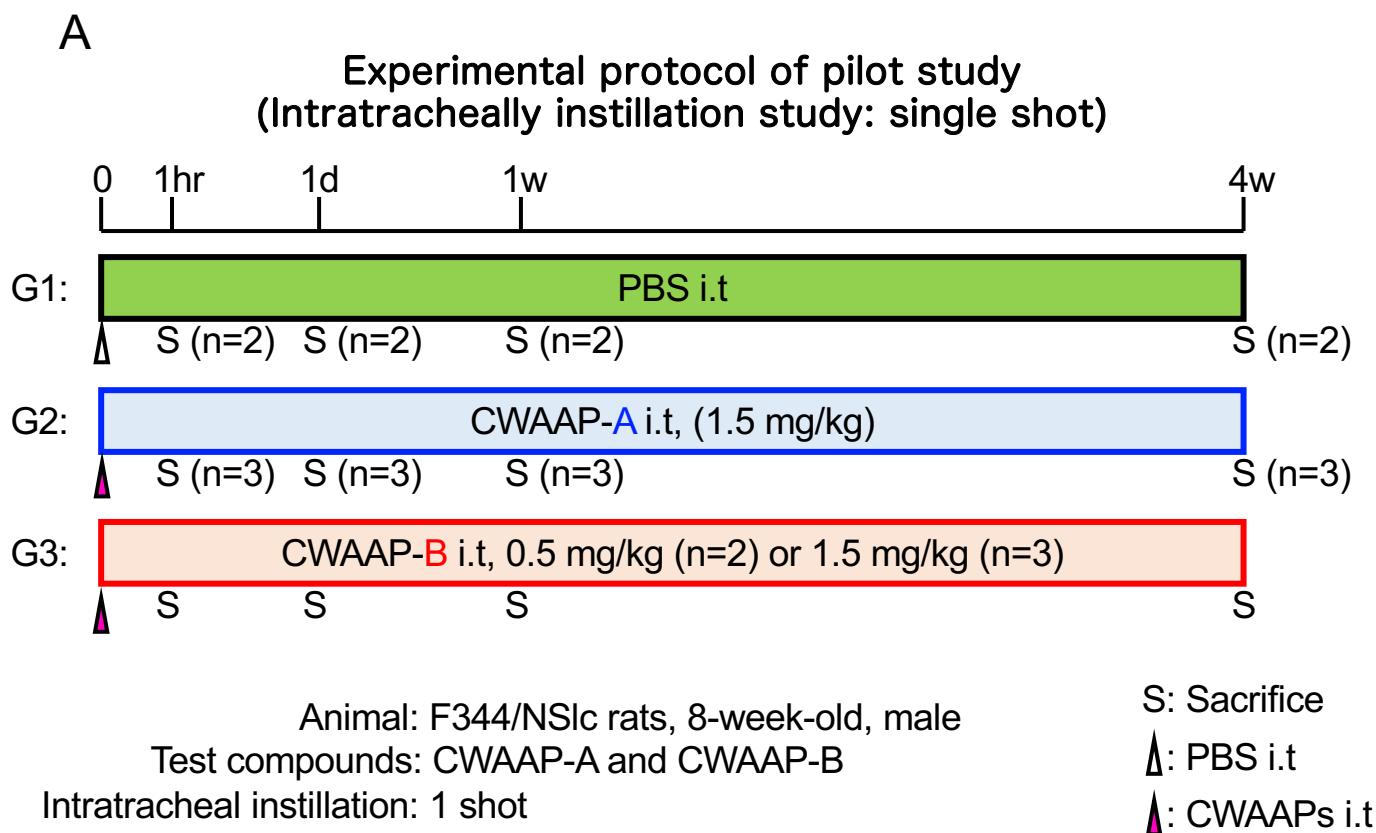 A
Experimental protocol of pilot study
(Intratracheally instillation study: single shot)
0 1hr 1d 1w 4w
G1: PBS i.t
S (n=2) S (n=2) S (n=2) S (n=2)
G2: CWAAP-A i.t, (1.5 mg/kg)
S (n=3) S (n=3) S (n=3) S (n=3)
G3: CWAAP-B i.t, 0.5 mg/kg (n=2) or 1.5 mg/kg (n=3)
S S S S
Animal: F344/NSlc rats, 8-week-old, male
Test compounds: CWAAP-A and CWAAP-B
Intratracheal instillation: 1 shot
S: Sacrifice
: PBS i.t
: CWAAPs i.t